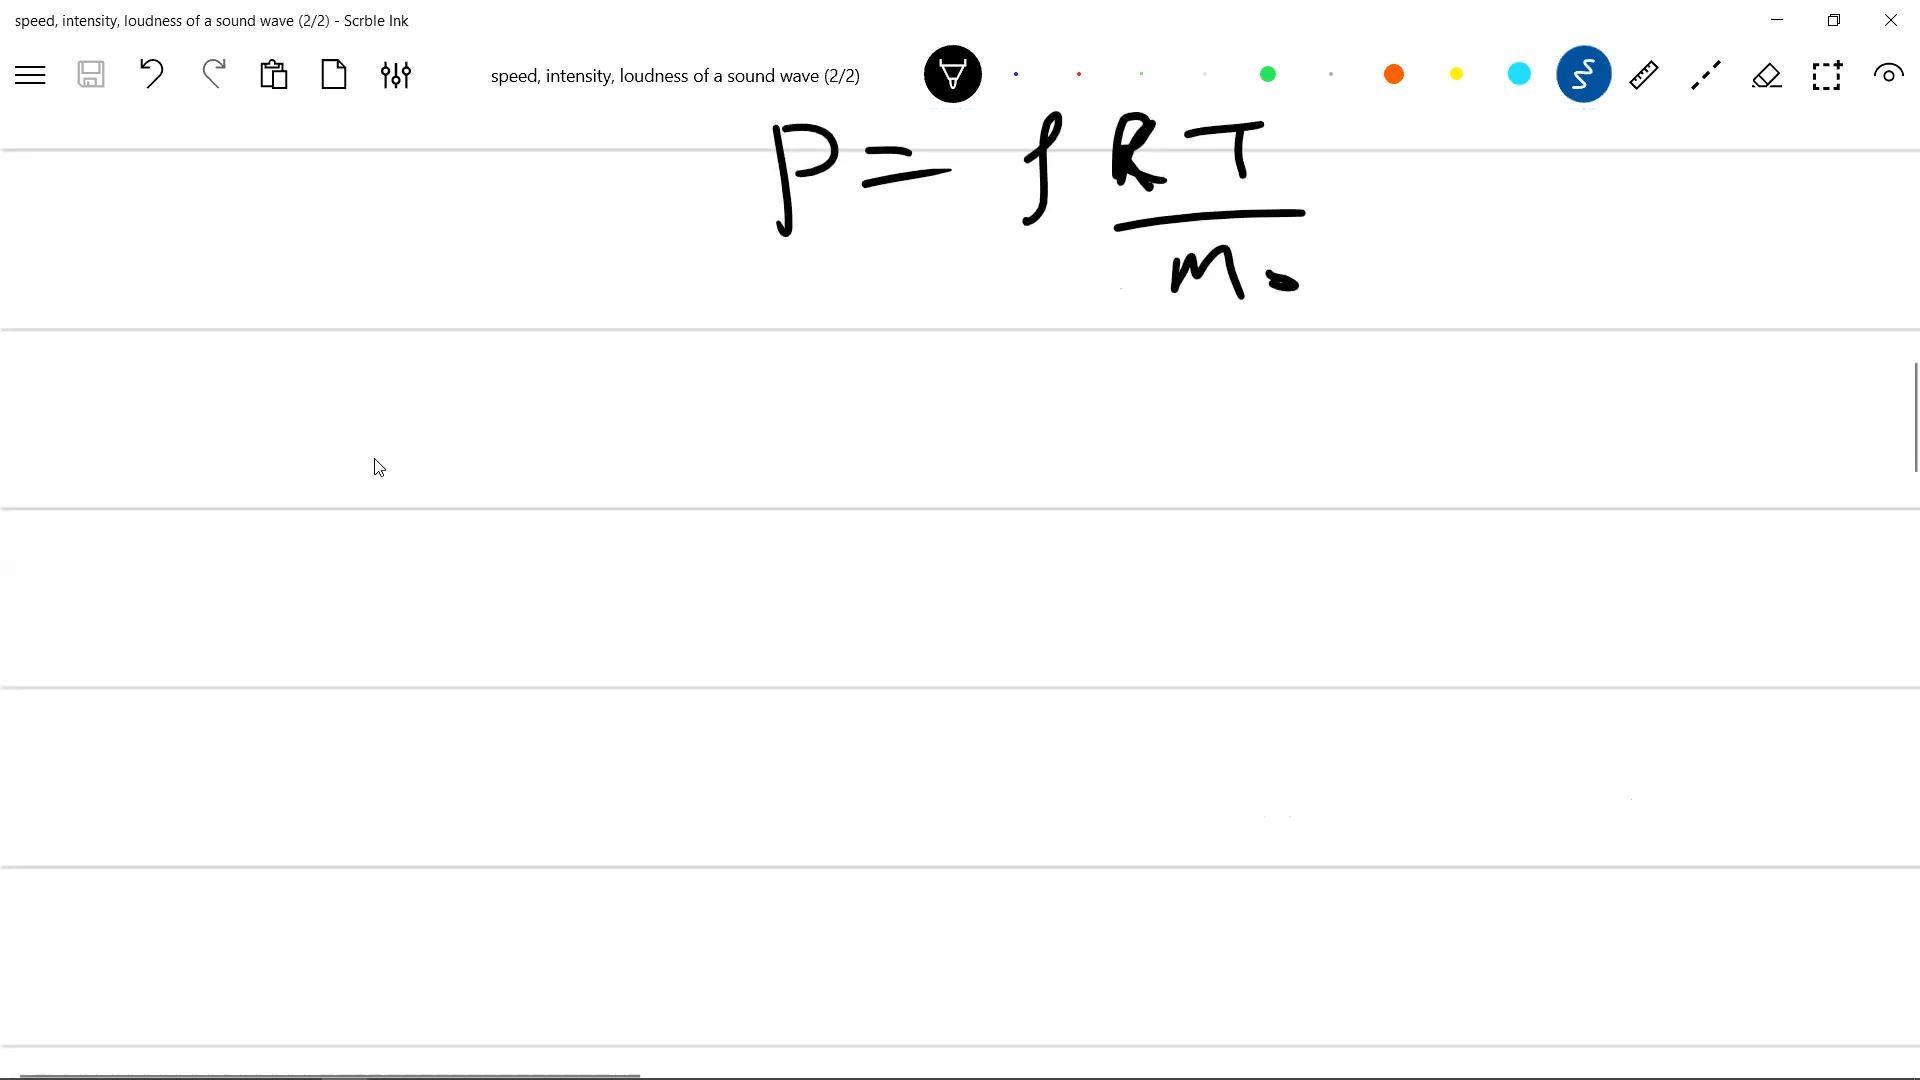 speed, intensity, loudness of a sound wave (2/2) - Scrble Ink
speed, intensity, loudness of a sound wave (2/2)
P = ρ RT
M₀